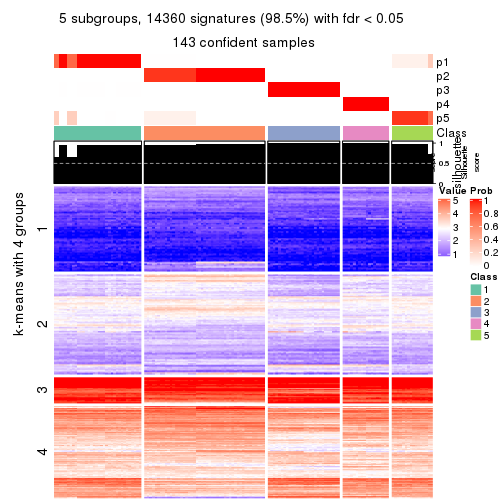 5 subgroups, 14360 signatures (98.5%) with fdr < 0.05
143 confident samples
p1
p2
p3
p4
p5
Class
1
0.5
0
silhouette
Silhouette
score
k-means with 4 groups
1
2
3
4
Value
5
4
3
2
1
Prob
1
0.8
0.6
0.4
0.2
0
Class
1
2
3
4
5